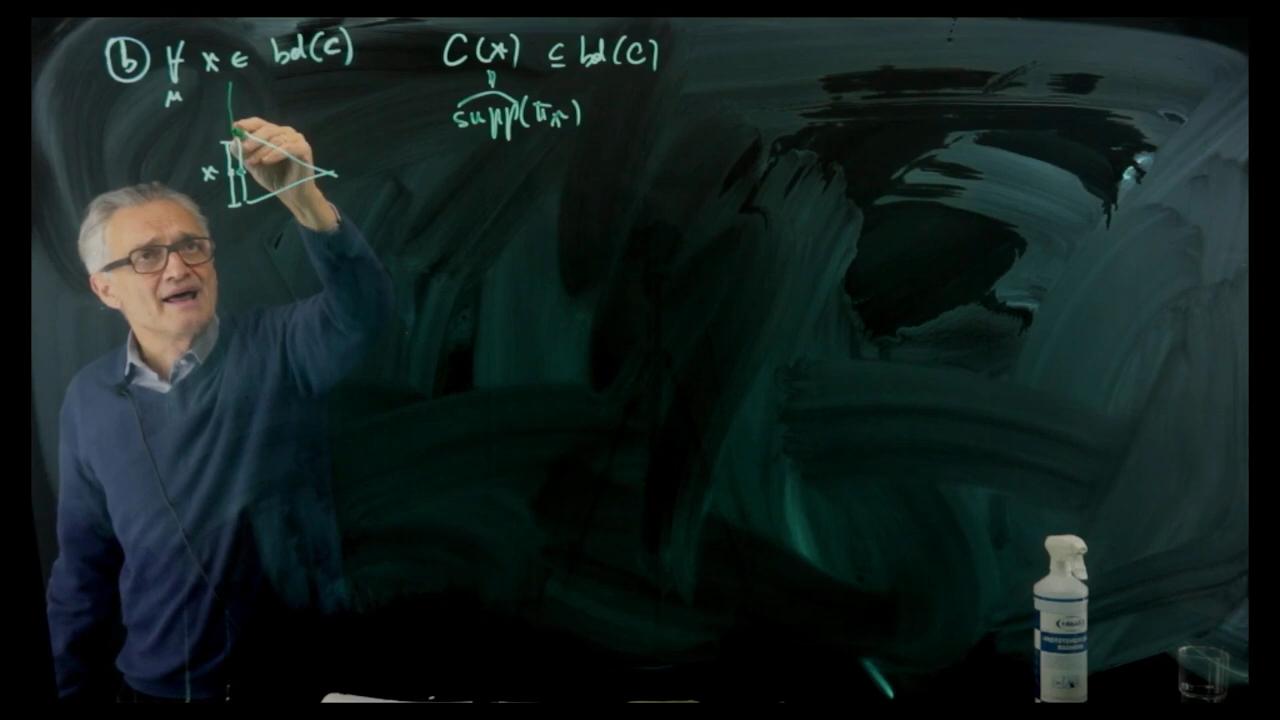 ⓑ ∀ x ∈ bd(C) C(x) ⊆ bd(C)
μ
supp(π_x)
x